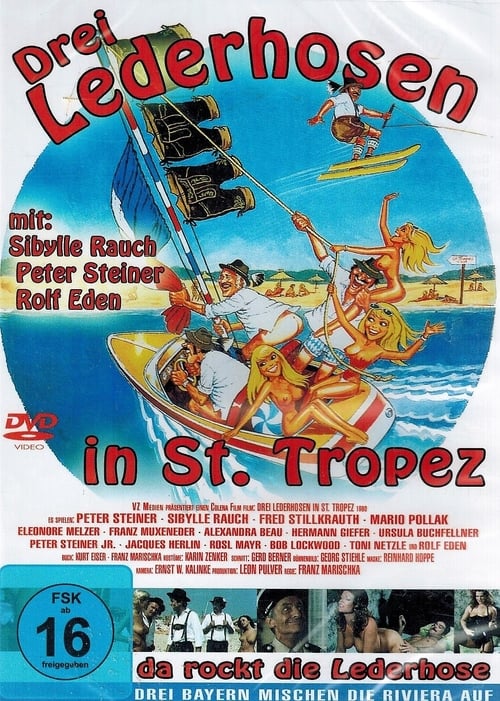 Drei
Lederhosen
mit:
Sibylle Rauch
Peter Steiner
Rolf Eden
DVD
VIDEO
in St. Tropez
VZ Medien präsentiert einen Colena Film Film: DREI LEDERHOSEN IN ST. TROPEZ 1980
ES SPIELEN: PETER STEINER · SIBYLLE RAUCH · FRED STILLKRAUTH · MARIO POLLAK
ELEONORE MELZER · FRANZ MUXENEDER · ALEXANDRA BEAU · HERMANN GIEFER · URSULA BUCHFELLNER
PETER STEINER JR. · JACQUES HERLIN · ROSL MAYR · BOB LOCKWOOD · TONI NETZLE und ROLF EDEN
BUCH: KURT EISER · FRANZ MARISCHKA KOSTÜME: KARIN ZENKER SCHNITT: GERD BERNER BÜHNENBILD: GEORG STIEHLE MASKE: REINHARD HOPPE
KAMERA: ERNST W. KALINKE PRODUKTION: LEON PULVER REGIE: FRANZ MARISCHKA
FSK
ab
16
freigegeben
da rockt die Lederhose
DREI BAYERN MISCHEN DIE RIVIERA AUF